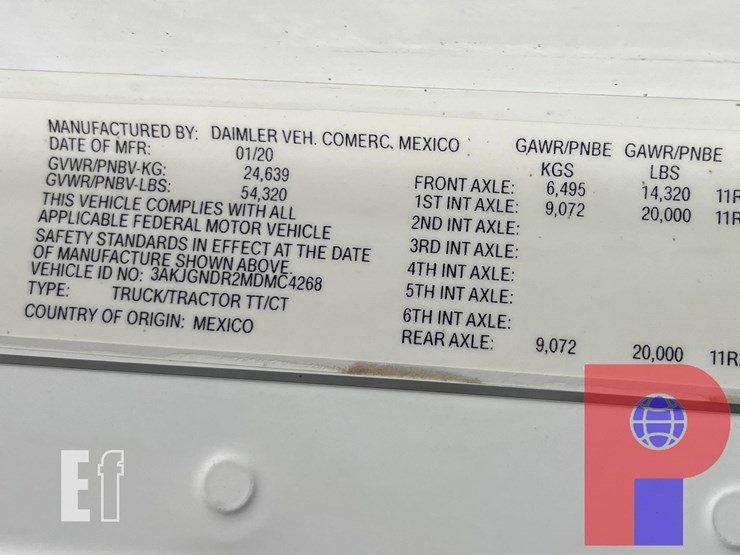 MANUFACTURED BY: DAIMLER VEH. COMERC. MEXICO GAWR/PNBE GAWR/PNBE
DATE OF MFR: 01/20 KGS LBS
GVWR/PNBV-KG: 24,639 FRONT AXLE: 6,495 14,320 11R
GVWR/PNBV-LBS: 54,320 1ST INT AXLE: 9,072 20,000 11R
THIS VEHICLE COMPLIES WITH ALL 2ND INT AXLE:
APPLICABLE FEDERAL MOTOR VEHICLE 3RD INT AXLE:
SAFETY STANDARDS IN EFFECT AT THE DATE 4TH INT AXLE:
OF MANUFACTURE SHOWN ABOVE. 5TH INT AXLE:
VEHICLE ID NO: 3AKJGNDR2MDMC4268 6TH INT AXLE:
TYPE: TRUCK/TRACTOR TT/CT REAR AXLE: 9,072 20,000 11R
COUNTRY OF ORIGIN: MEXICO
Ef
P